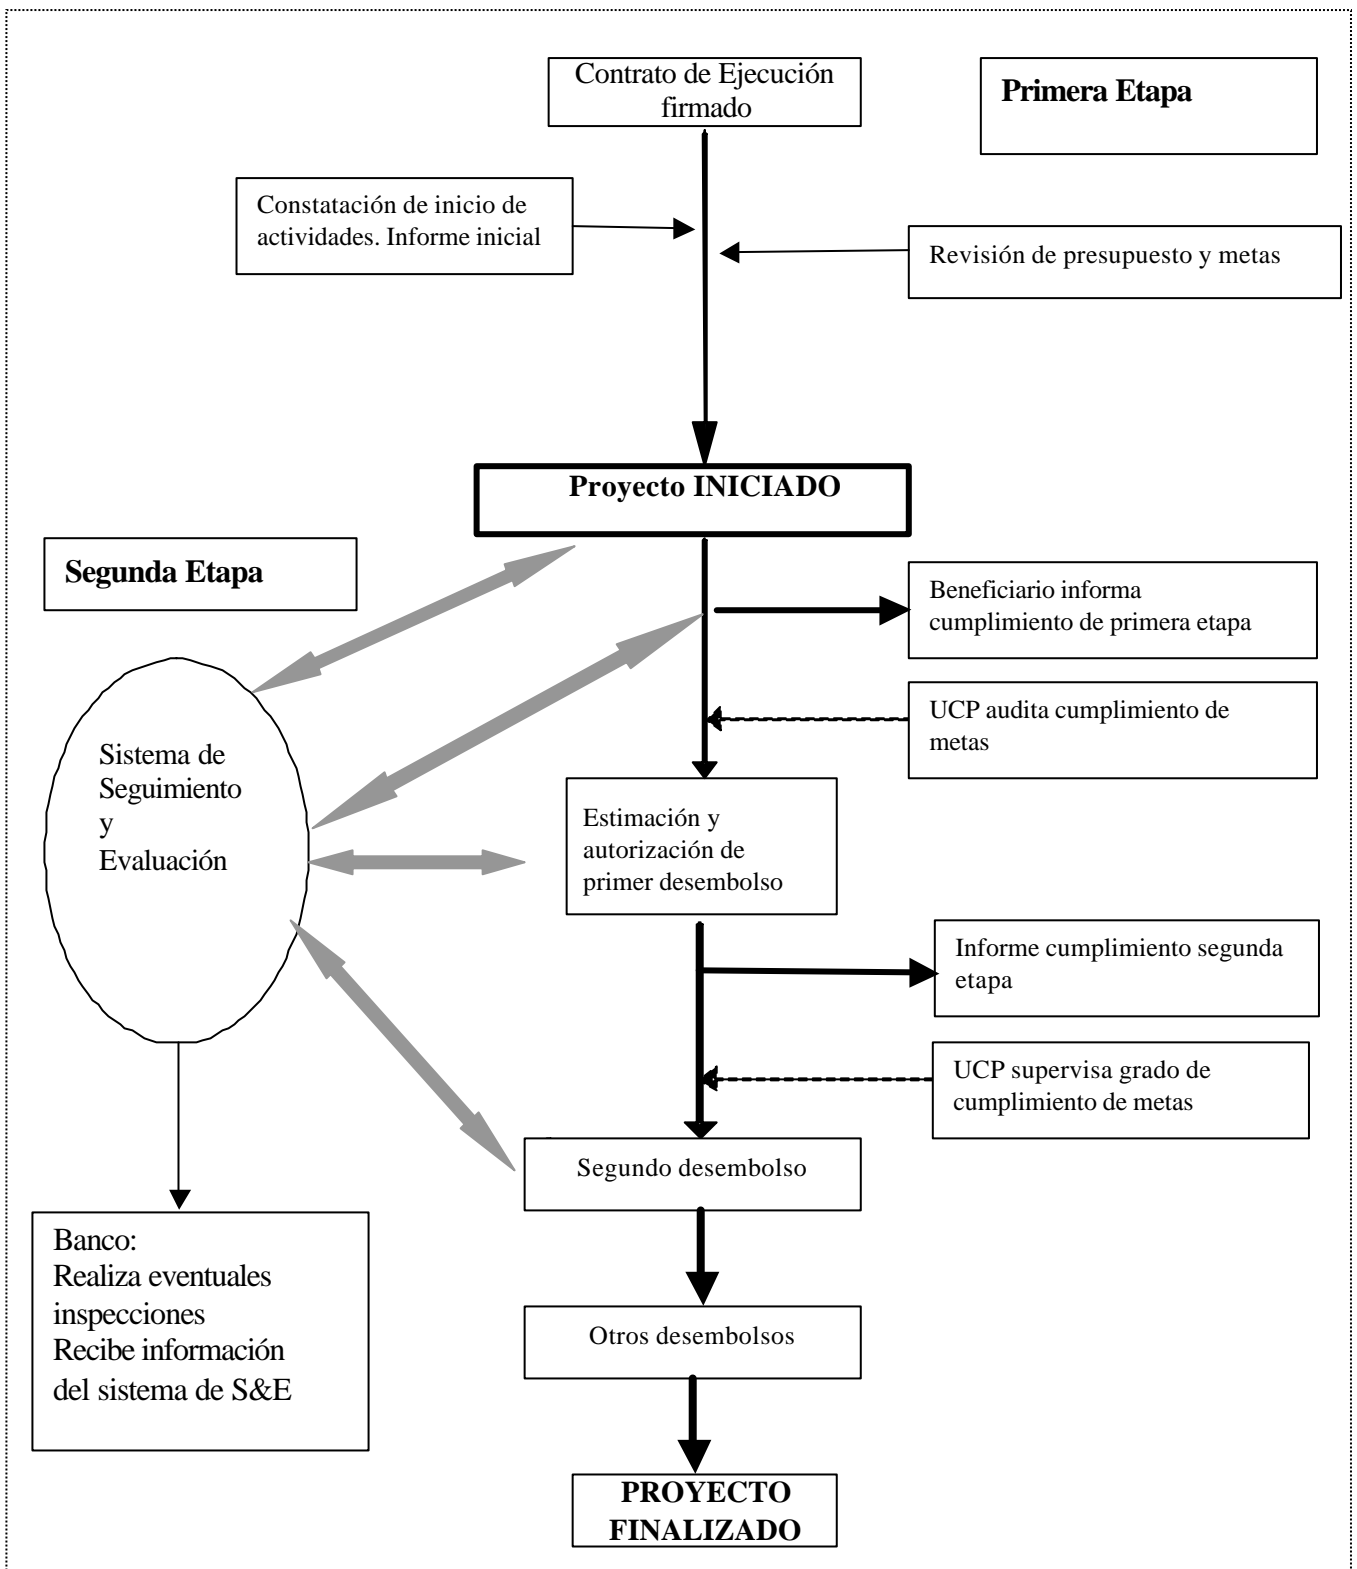 Contrato de Ejecución
firmado
Primera Etapa
Constatación de inicio de
actividades. Informe inicial
Revisión de presupuesto y metas
Proyecto INICIADO
Segunda Etapa
Beneficiario informa
cumplimiento de primera etapa
UCP audita cumplimiento de
metas
Sistema de
Seguimiento
y
Evaluación
Estimación y
autorización de
primer desembolso
Informe cumplimiento segunda
etapa
UCP supervisa grado de
cumplimiento de metas
Segundo desembolso
Banco:
Realiza eventuales
inspecciones
Recibe información
del sistema de S&E
Otros desembolsos
PROYECTO
FINALIZADO